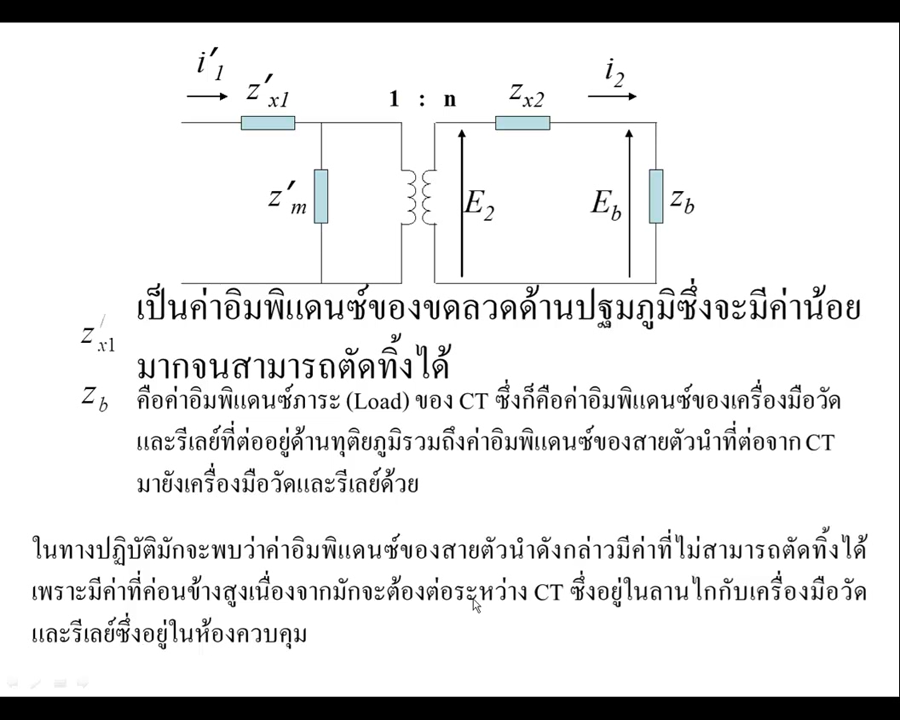 i′1
z′x1
1 : n
zx2
i2
z′m
E2
Eb
zb
z′x1 เป็นค่าอิมพิแดนซ์ของขดลวดด้านปฐมภูมิซึ่งจะมีค่าน้อย
มากจนสามารถตัดทิ้งได้
zb คือค่าอิมพิแดนซ์ภาระ (Load) ของ CT ซึ่งก็คือค่าอิมพิแดนซ์ของเครื่องมือวัด
และรีเลย์ที่ต่ออยู่ด้านทุติยภูมิรวมถึงค่าอิมพิแดนซ์ของสายตัวนำที่ต่อจาก CT
มายังเครื่องมือวัดและรีเลย์ด้วย
ในทางปฏิบัติมักจะพบว่าค่าอิมพิแดนซ์ของสายตัวนำดังกล่าวมีค่าที่ไม่สามารถตัดทิ้งได้
เพราะมีค่าที่ค่อนข้างสูงเนื่องจากมักจะต้องต่อระหว่าง CT ซึ่งอยู่ในลานไกกับเครื่องมือวัด
และรีเลย์ซึ่งอยู่ในห้องควบคุม